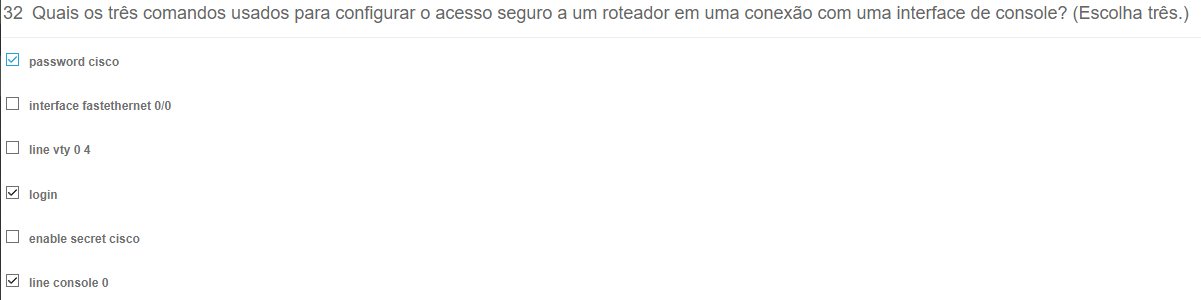 32 Quais os três comandos usados para configurar o acesso seguro a um roteador em uma conexão com uma interface de console? (Escolha três.)
password cisco
interface fastethernet 0/0
line vty 0 4
login
enable secret cisco
line console 0